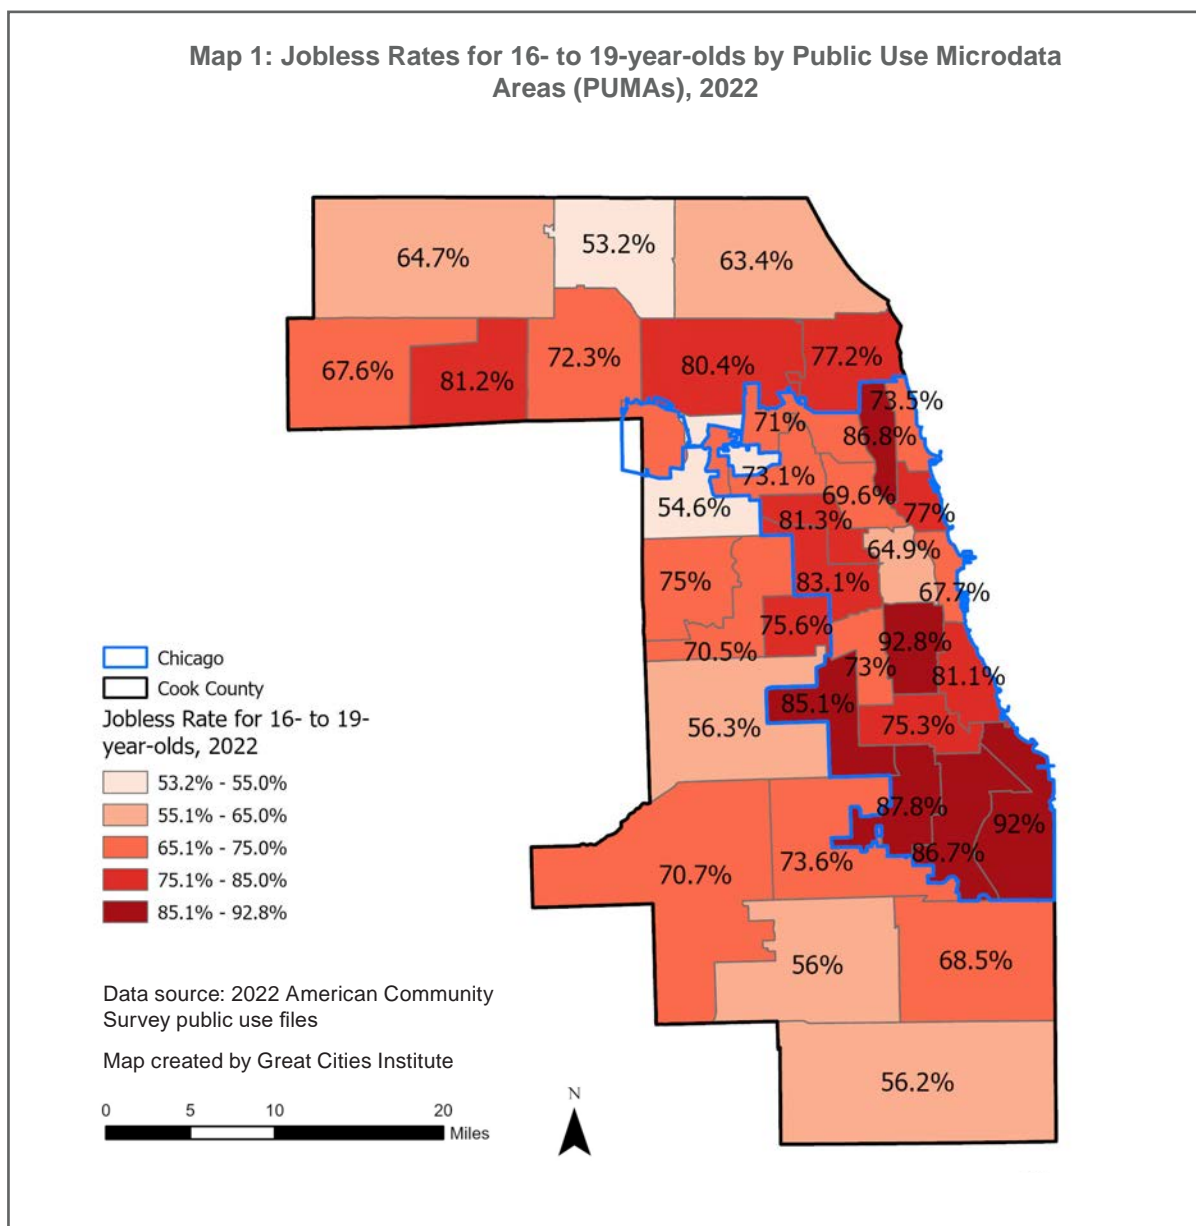 Map 1: Jobless Rates for 16- to 19-year-olds by Public Use Microdata
Areas (PUMAs), 2022
64.7%
53.2%
63.4%
67.6%
81.2%
72.3%
80.4%
77.2%
73.5%
71%
86.8%
73.1%
69.6%
54.6%
81.3%
77%
64.9%
75%
83.1%
67.7%
75.6%
70.5%
73%
92.8%
81.1%
85.1%
56.3%
75.3%
87.8%
92%
86.7%
73.6%
70.7%
56%
68.5%
56.2%
Chicago
Cook County
Jobless Rate for 16- to 19-
year-olds, 2022
53.2% - 55.0%
55.1% - 65.0%
65.1% - 75.0%
75.1% - 85.0%
85.1% - 92.8%
Data source: 2022 American Community
Survey public use files
Map created by Great Cities Institute
0 5 10 20
Miles
N